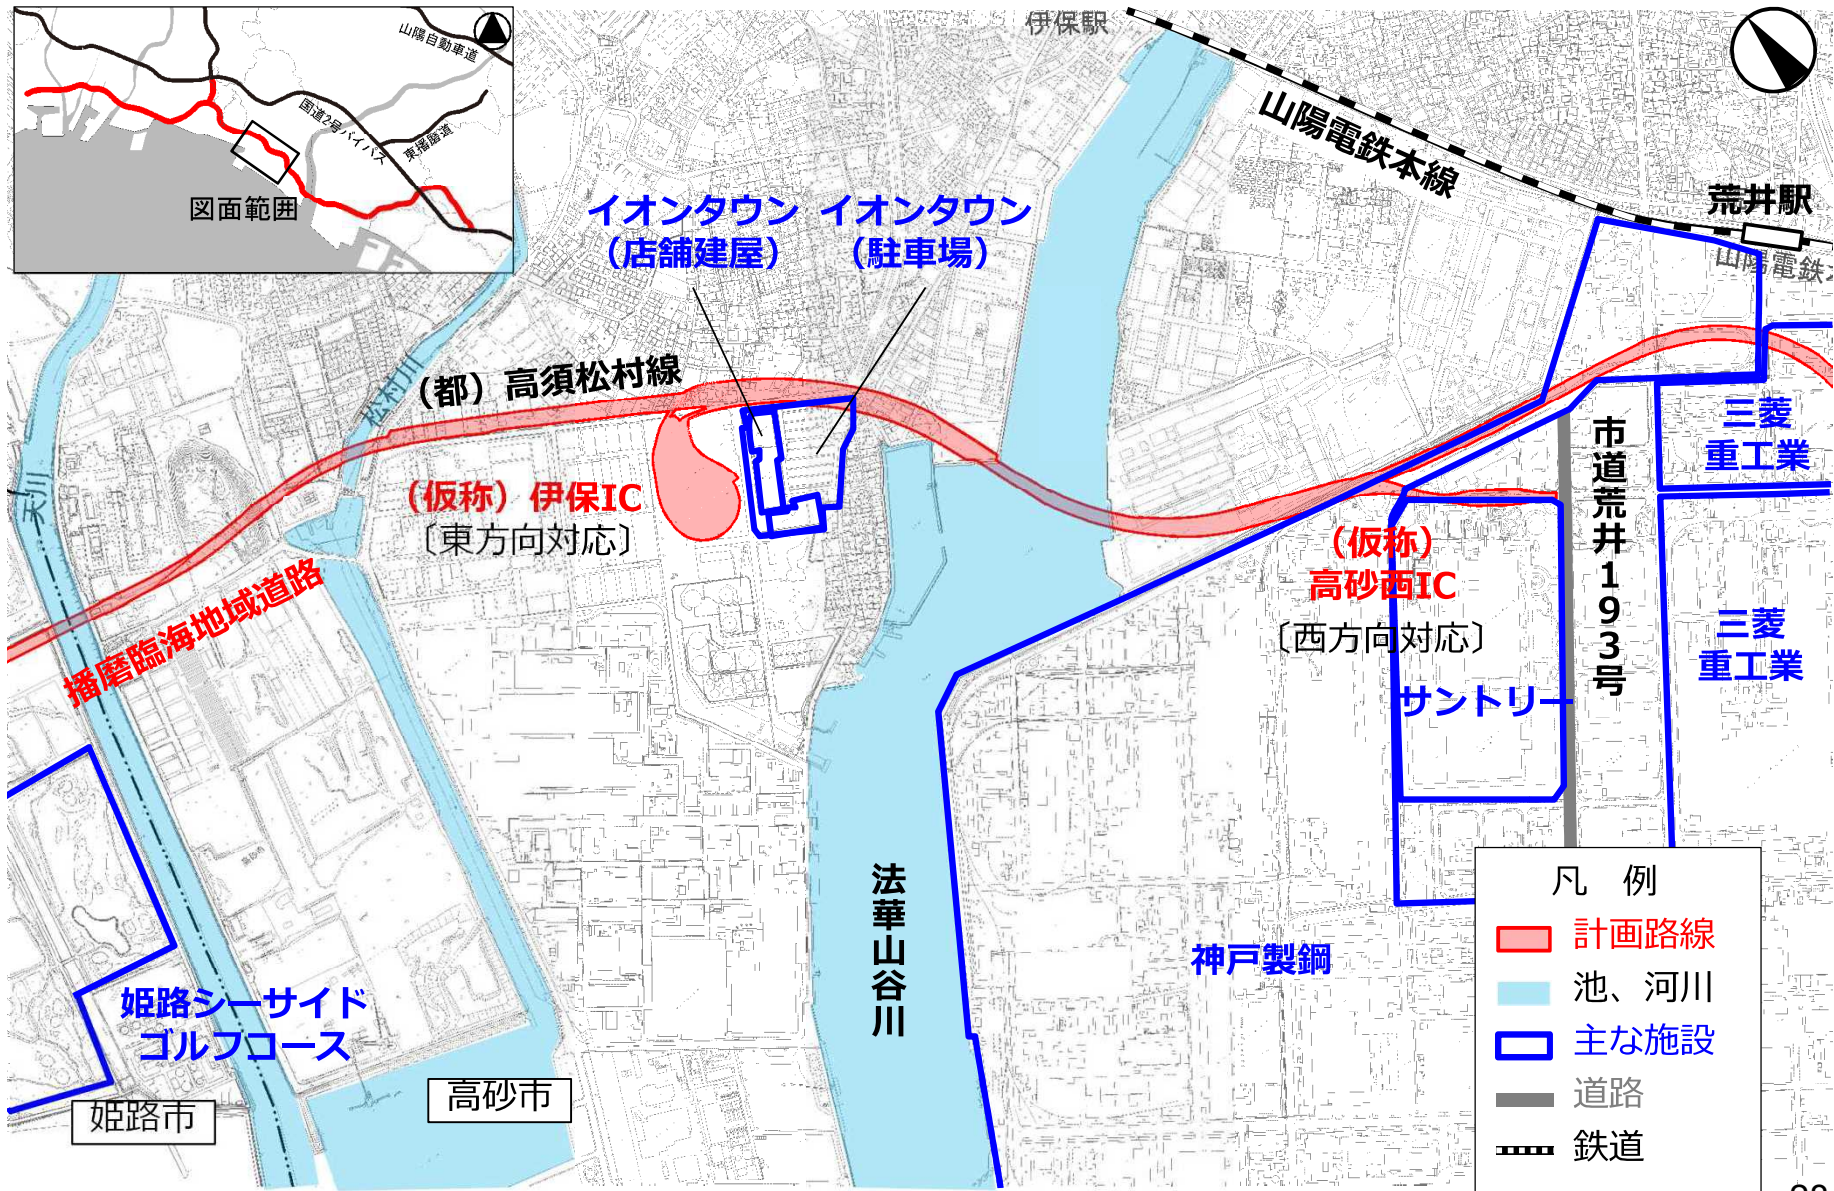 山陽自動車道
国道2号バイパス
東播磨道
図面範囲
伊保駅
山陽電鉄本線
荒井駅
山陽電鉄本
イオンタウン
（店舗建屋）
イオンタウン
（駐車場）
（都）高須松村線
松村川
天川
（仮称）伊保IC
〔東方向対応〕
播磨臨海地域道路
（仮称）
高砂西IC
〔西方向対応〕
市道荒井193号
三菱
重工業
三菱
重工業
サントリー
法華山谷川
神戸製鋼
姫路シーサイド
ゴルフコース
姫路市
高砂市
凡　例
計画路線
池、河川
主な施設
道路
鉄道